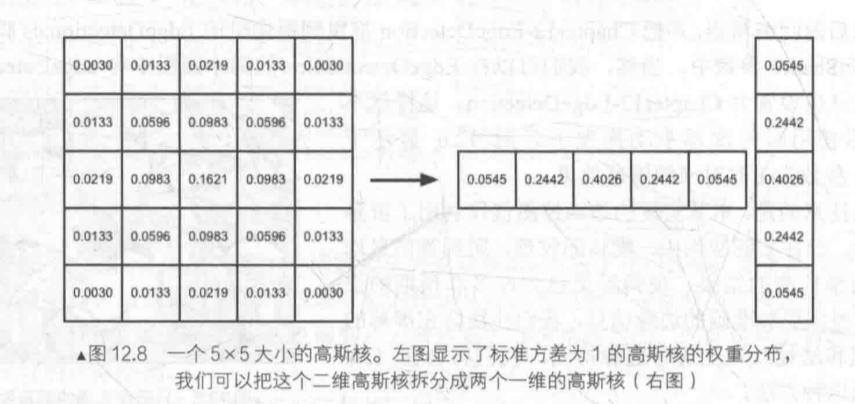 0.0030 0.0133 0.0219 0.0133 0.0030
0.0133 0.0596 0.0983 0.0596 0.0133
0.0219 0.0983 0.1621 0.0983 0.0219
0.0133 0.0596 0.0983 0.0596 0.0133
0.0030 0.0133 0.0219 0.0133 0.0030
0.0545 0.2442 0.4026 0.2442 0.0545
0.0545
0.2442
0.4026
0.2442
0.0545
▲图12.8 一个5×5大小的高斯核。左图显示了标准方差为1的高斯核的权重分布，
我们可以把这个二维高斯核拆分成两个一维的高斯核（右图）